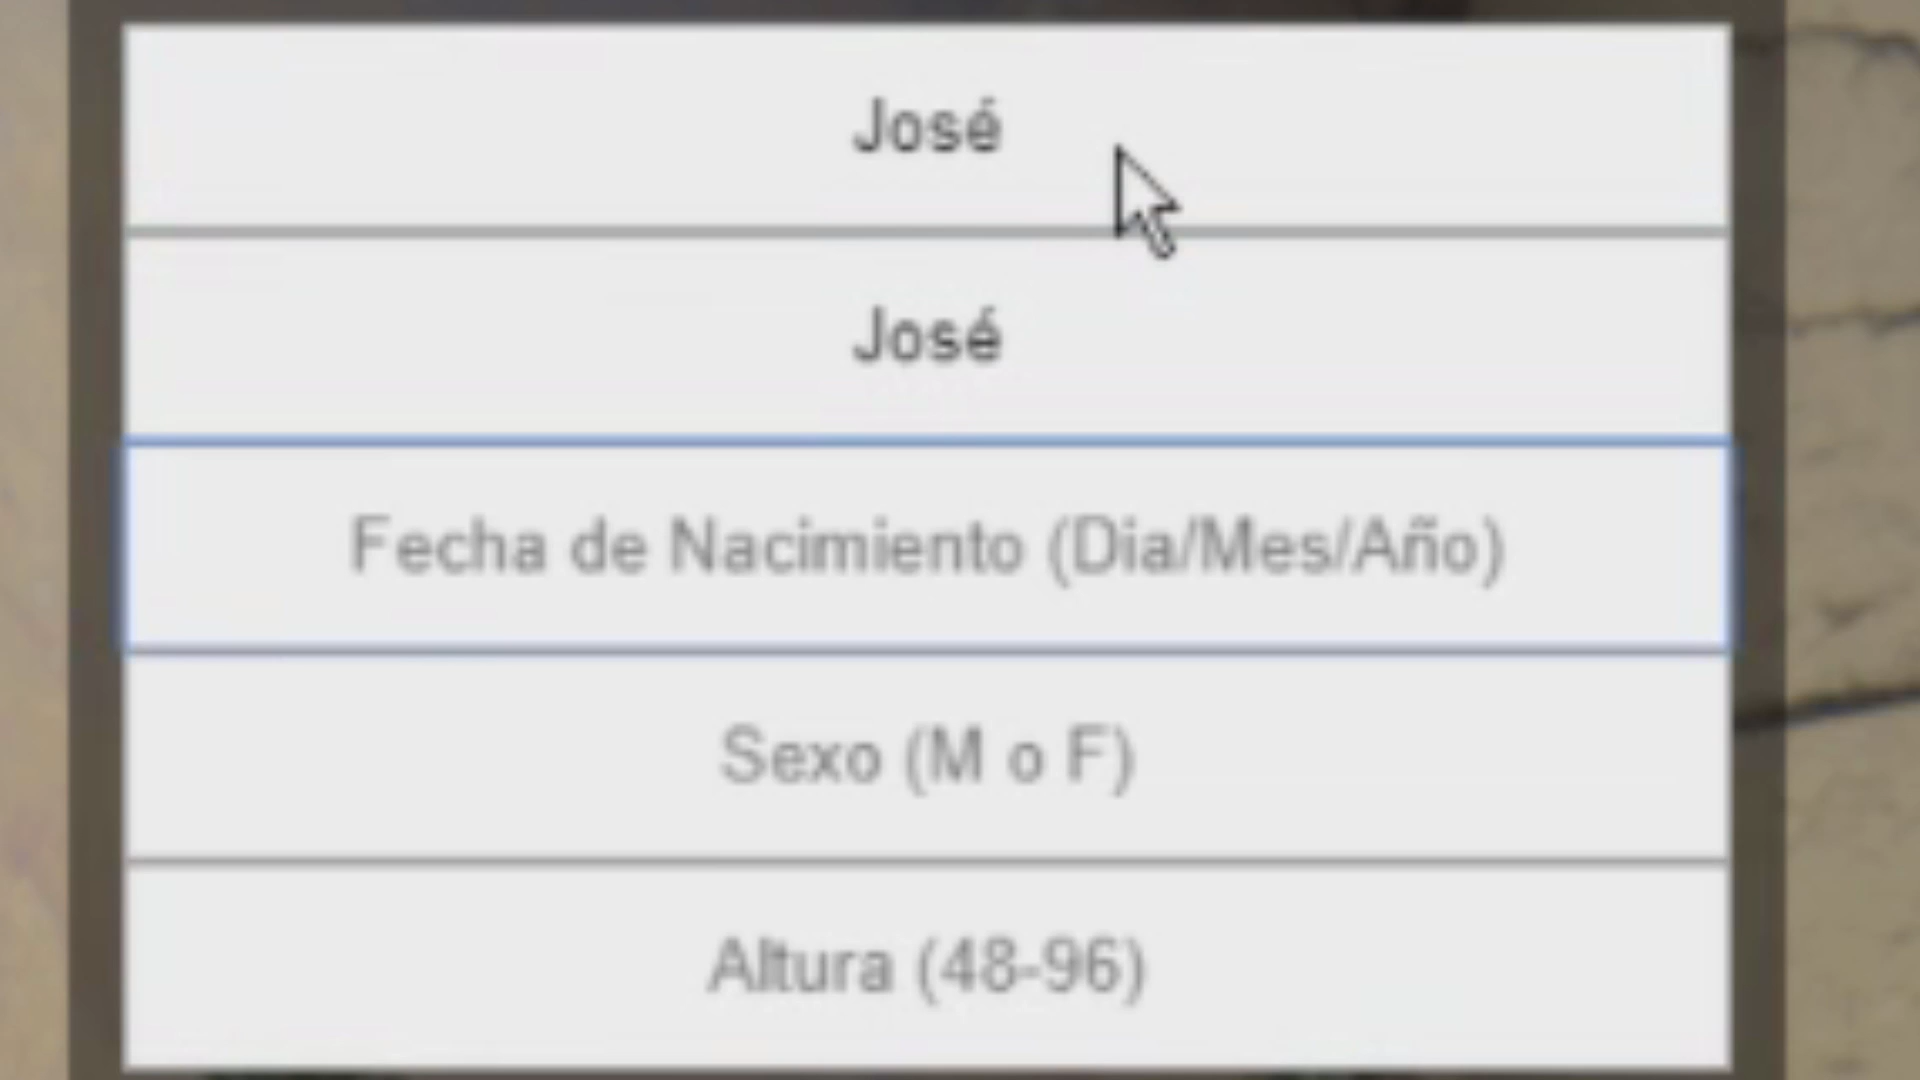 José
José
Fecha de Nacimiento (Dia/Mes/Año)
Sexo (M o F)
Altura (48-96)